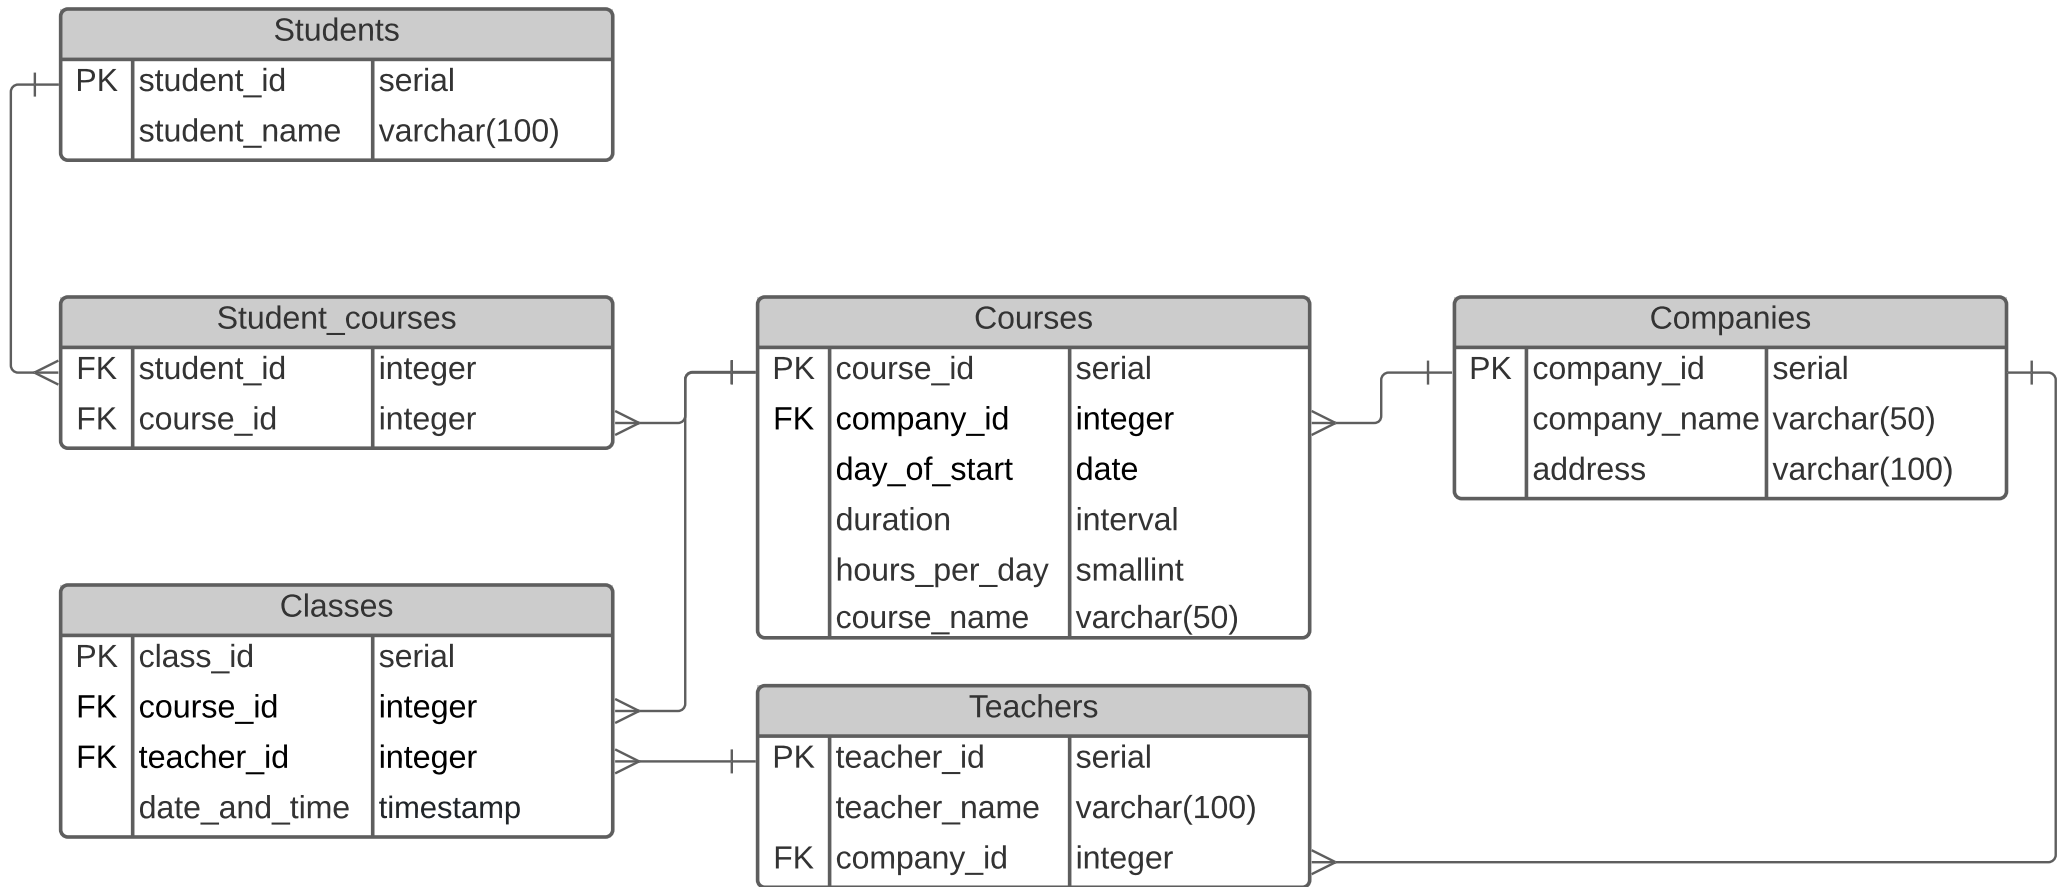 Students
PK student_id serial
student_name varchar(100)
Student_courses
FK student_id integer
FK course_id integer
Courses
PK course_id serial
FK company_id integer
day_of_start date
duration interval
hours_per_day smallint
course_name varchar(50)
Companies
PK company_id serial
company_name varchar(50)
address varchar(100)
Classes
PK class_id serial
FK course_id integer
FK teacher_id integer
date_and_time timestamp
Teachers
PK teacher_id serial
teacher_name varchar(100)
FK company_id integer